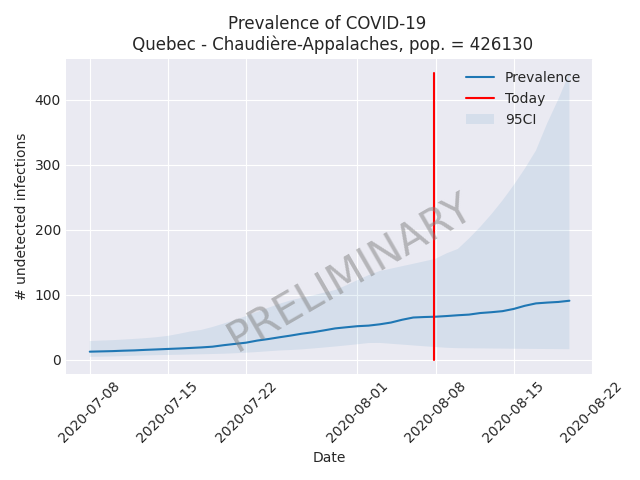 Prevalence of COVID-19
Quebec - Chaudière-Appalaches, pop. = 426130
Prevalence
Today
95CI
400
300
200
100
0
# undetected infections
PRELIMINARY
2020-07-08
2020-07-15
2020-07-22
2020-08-01
2020-08-08
2020-08-15
2020-08-22
Date